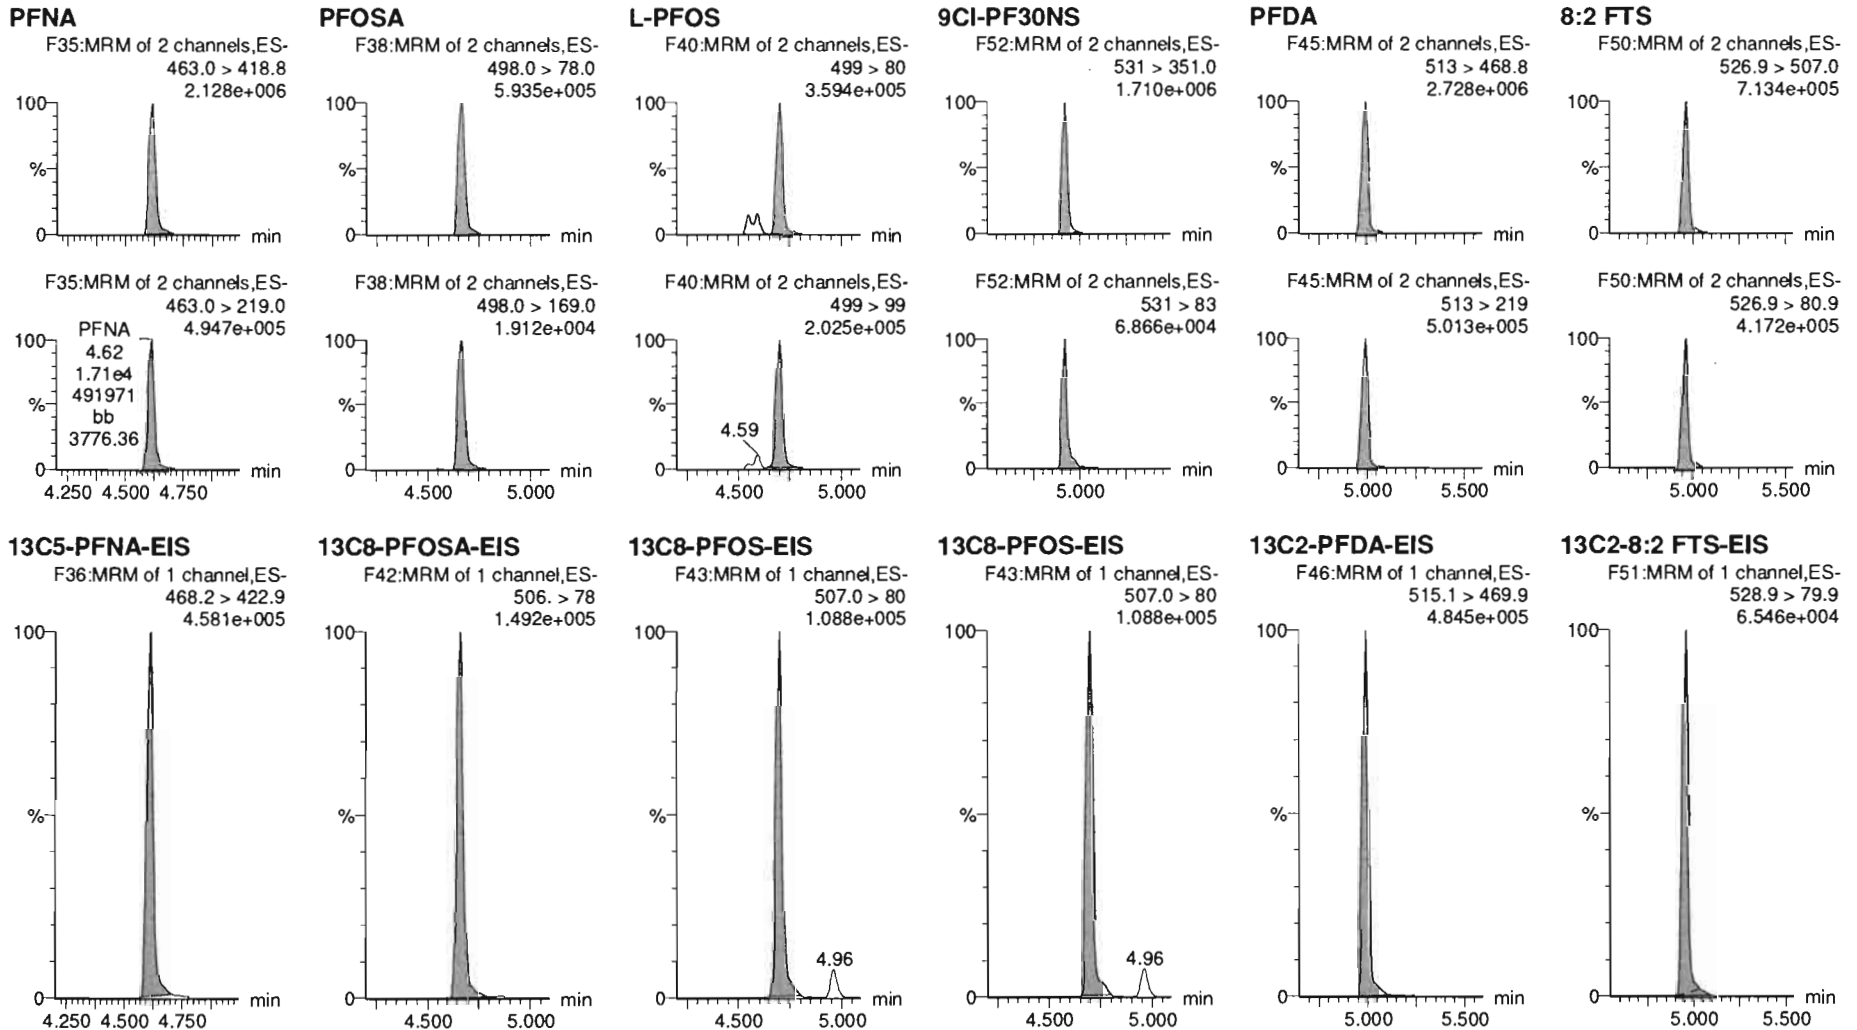 PFNA
F35:MRM of 2 channels,ES-
463.0 > 418.8
2.128e+006
100
%
0
min
PFOSA
F38:MRM of 2 channels,ES-
498.0 > 78.0
5.935e+005
100
%
0
min
L-PFOS
F40:MRM of 2 channels,ES-
499 > 80
3.594e+005
100
%
0
min
9Cl-PF30NS
F52:MRM of 2 channels,ES-
531 > 351.0
1.710e+006
100
%
0
min
PFDA
F45:MRM of 2 channels,ES-
513 > 468.8
2.728e+006
100
%
0
min
8:2 FTS
F50:MRM of 2 channels,ES-
526.9 > 507.0
7.134e+005
100
%
0
min
F35:MRM of 2 channels,ES-
463.0 > 219.0
4.947e+005
PFNA
4.62
1.71e4
491971
bb
3776.36
100
%
0
min
4.250 4.500 4.750
F38:MRM of 2 channels,ES-
498.0 > 169.0
1.912e+004
100
%
0
min
4.500 5.000
F40:MRM of 2 channels,ES-
499 > 99
2.025e+005
100
%
4.59
0
min
4.500 5.000
F52:MRM of 2 channels,ES-
531 > 83
6.866e+004
100
%
0
min
5.000
F45:MRM of 2 channels,ES-
513 > 219
5.013e+005
100
%
0
min
5.000 5.500
F50:MRM of 2 channels,ES-
526.9 > 80.9
4.172e+005
100
%
0
min
5.000 5.500
13C5-PFNA-EIS
F36:MRM of 1 channel,ES-
468.2 > 422.9
4.581e+005
100
%
0
min
4.250 4.500 4.750
13C8-PFOSA-EIS
F42:MRM of 1 channel,ES-
506. > 78
1.492e+005
100
%
0
min
4.500 5.000
13C8-PFOS-EIS
F43:MRM of 1 channel,ES-
507.0 > 80
1.088e+005
100
%
4.96
0
min
4.500 5.000
13C8-PFOS-EIS
F43:MRM of 1 channel,ES-
507.0 > 80
1.088e+005
100
%
4.96
0
min
4.500 5.000
13C2-PFDA-EIS
F46:MRM of 1 channel,ES-
515.1 > 469.9
4.845e+005
100
%
0
min
5.000 5.500
13C2-8:2 FTS-EIS
F51:MRM of 1 channel,ES-
528.9 > 79.9
6.546e+004
100
%
0
min
5.000 5.500